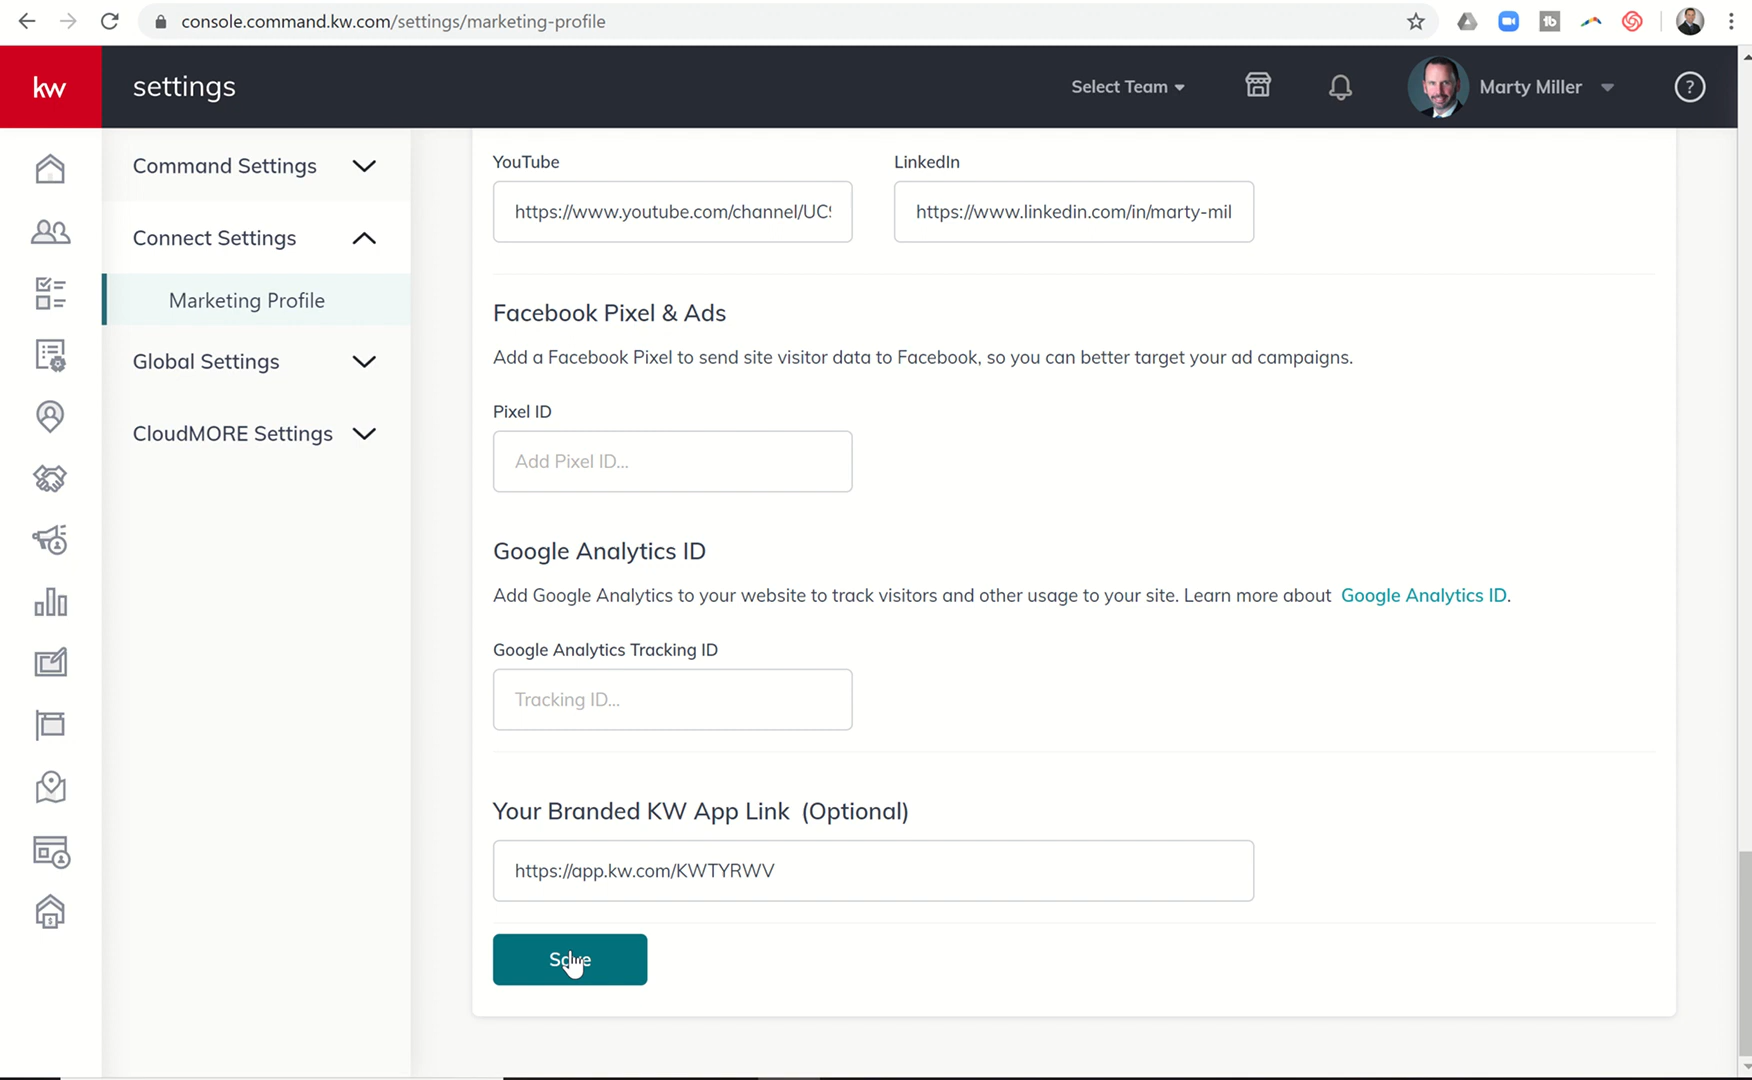 console.command.kw.com/settings/marketing-profile
kw
settings
Select Team
Marty Miller
?
Command Settings
Connect Settings
Marketing Profile
Global Settings
CloudMORE Settings
YouTube
LinkedIn
https://www.youtube.com/channel/UC
https://www.linkedin.com/in/marty-mil
Facebook Pixel & Ads
Add a Facebook Pixel to send site visitor data to Facebook, so you can better target your ad campaigns.
Pixel ID
Add Pixel ID...
Google Analytics ID
Add Google Analytics to your website to track visitors and other usage to your site. Learn more about Google Analytics ID.
Google Analytics Tracking ID
Tracking ID...
Your Branded KW App Link (Optional)
https://app.kw.com/KWTYRWV
Save